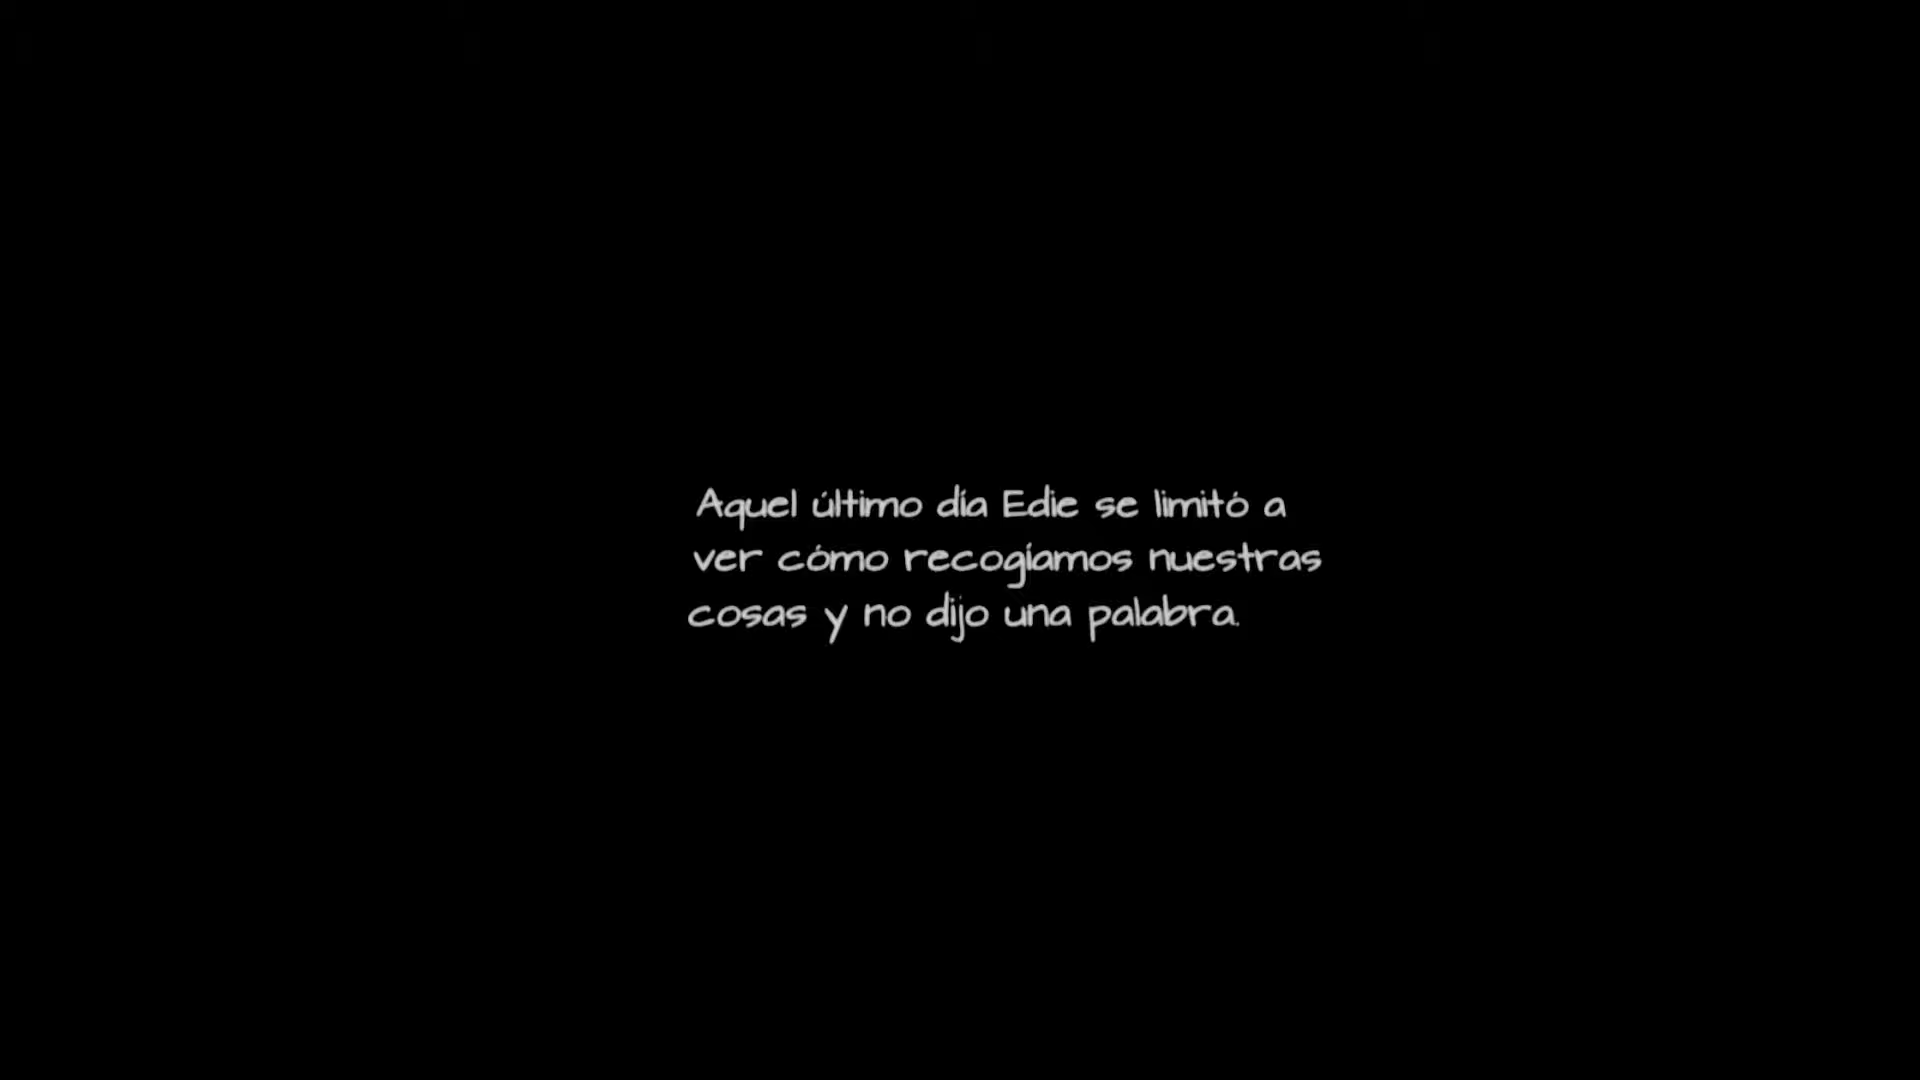 Aquel último día Edie se limitó a
ver cómo recogíamos nuestras
cosas y no dijo una palabra.